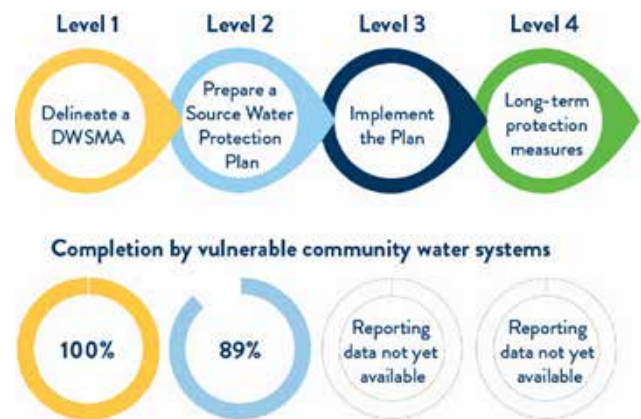 Level 1
Level 2
Level 3
Level 4
Delineate a
DWSMA
Prepare a
Source Water
Protection
Plan
Implement
the Plan
Long-term
protection
measures
Completion by vulnerable community water systems
100%
89%
Reporting
data not yet
available
Reporting
data not yet
available